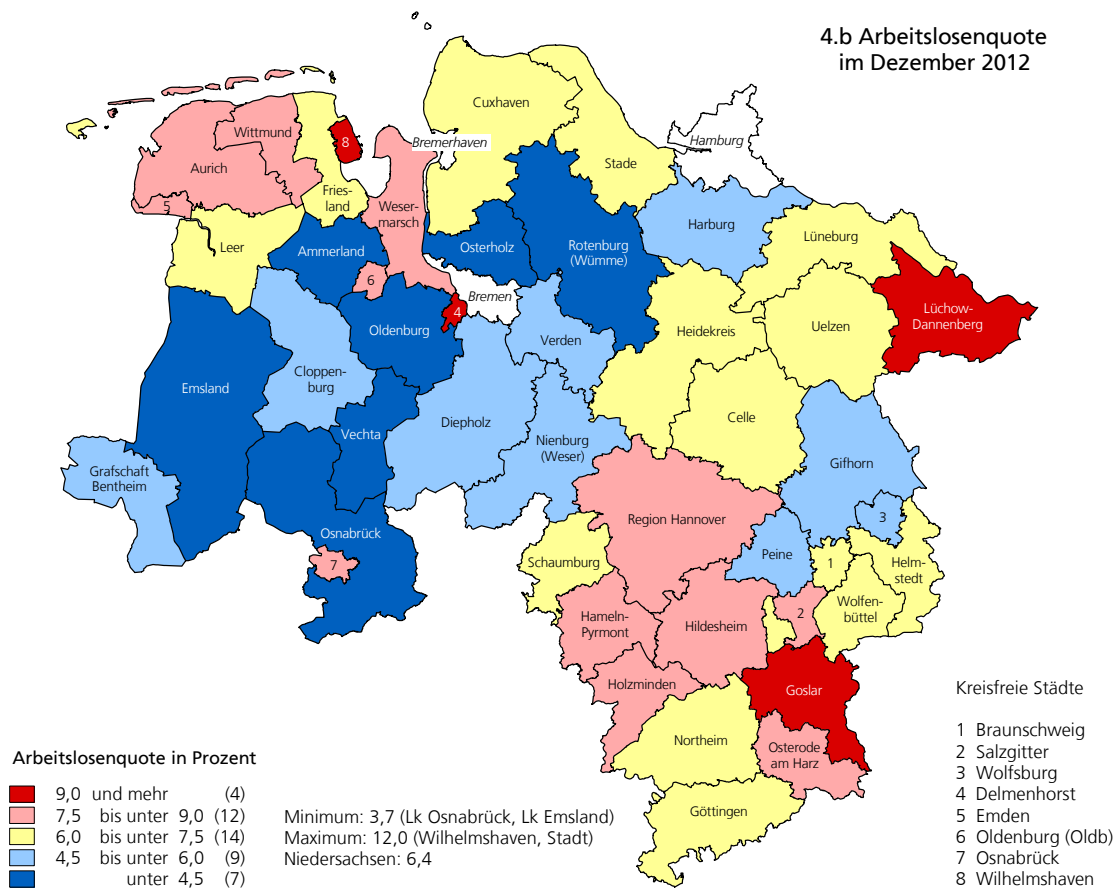 4.b Arbeitslosenquote
im Dezember 2012
Cuxhaven
Wittmund
8
Bremerhaven
Hamburg
Stade
Aurich
Fries-
land
Weser-
marsch
5
Harburg
Lüneburg
Leer
Ammerland
Osterholz
Rotenburg
(Wümme)
6
Bremen
4
Lüchow-
Dannenberg
Oldenburg
Heidekreis
Uelzen
Verden
Cloppen-
burg
Emsland
Celle
Diepholz
Vechta
Nienburg
(Weser)
Gifhorn
Grafschaft
Bentheim
3
Region Hannover
Osnabrück
Peine
7
Schaumburg
1
Helm-
stedt
Wolfen-
büttel
2
Hameln-
Pyrmont
Hildesheim
Holzminden
Goslar
Northeim
Osterode
am Harz
Göttingen
Kreisfreie Städte
1 Braunschweig
2 Salzgitter
3 Wolfsburg
4 Delmenhorst
5 Emden
6 Oldenburg (Oldb)
7 Osnabrück
8 Wilhelmshaven
Arbeitslosenquote in Prozent
9,0 und mehr (4)
7,5 bis unter 9,0 (12)
6,0 bis unter 7,5 (14)
4,5 bis unter 6,0 (9)
unter 4,5 (7)
Minimum: 3,7 (Lk Osnabrück, Lk Emsland)
Maximum: 12,0 (Wilhelmshaven, Stadt)
Niedersachsen: 6,4